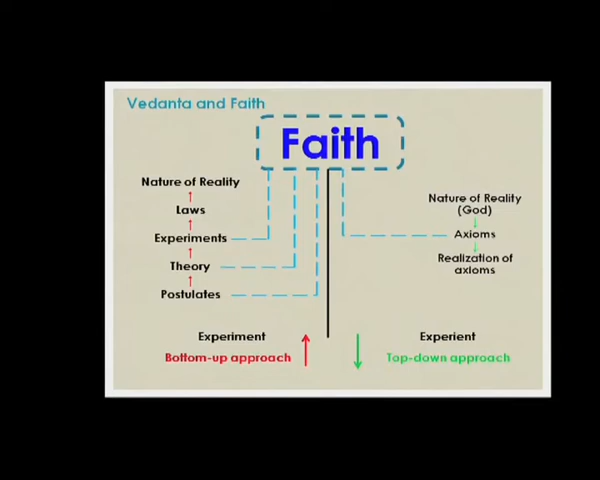 Vedanta and Faith
Faith
Nature of Reality
Laws
Experiments
Theory
Postulates
Nature of Reality
(God)
Axioms
Realization of
axioms
Experiment
Bottom-up approach
Experient
Top-down approach